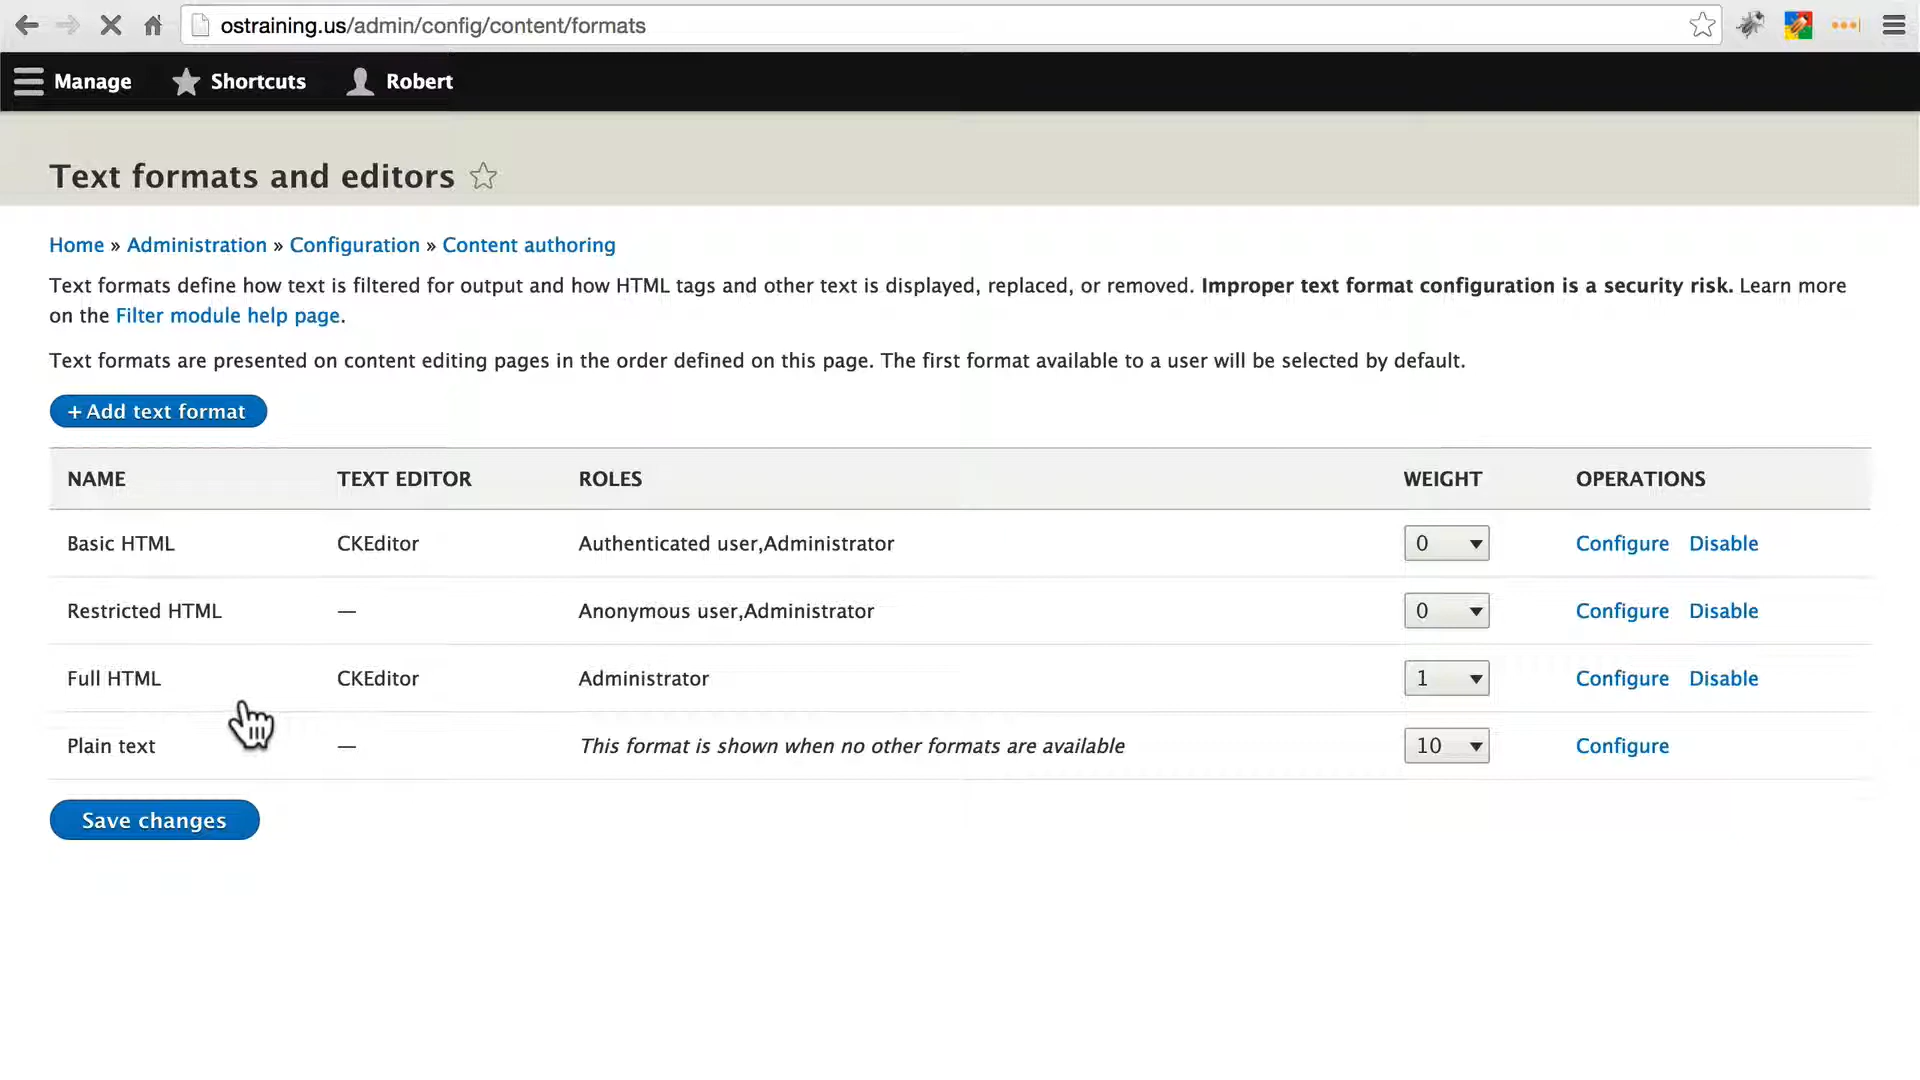 ostraining.us/admin/config/content/formats
Manage Shortcuts Robert
Text formats and editors
Home » Administration » Configuration » Content authoring
Text formats define how text is filtered for output and how HTML tags and other text is displayed, replaced, or removed. Improper text format configuration is a security risk. Learn more
on the Filter module help page.
Text formats are presented on content editing pages in the order defined on this page. The first format available to a user will be selected by default.
+ Add text format
NAME TEXT EDITOR ROLES WEIGHT OPERATIONS
Basic HTML CKEditor Authenticated user,Administrator 0 Configure Disable
Restricted HTML — Anonymous user,Administrator 0 Configure Disable
Full HTML CKEditor Administrator 1 Configure Disable
Plain text — This format is shown when no other formats are available 10 Configure
Save changes